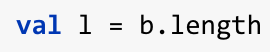 val l = b.length